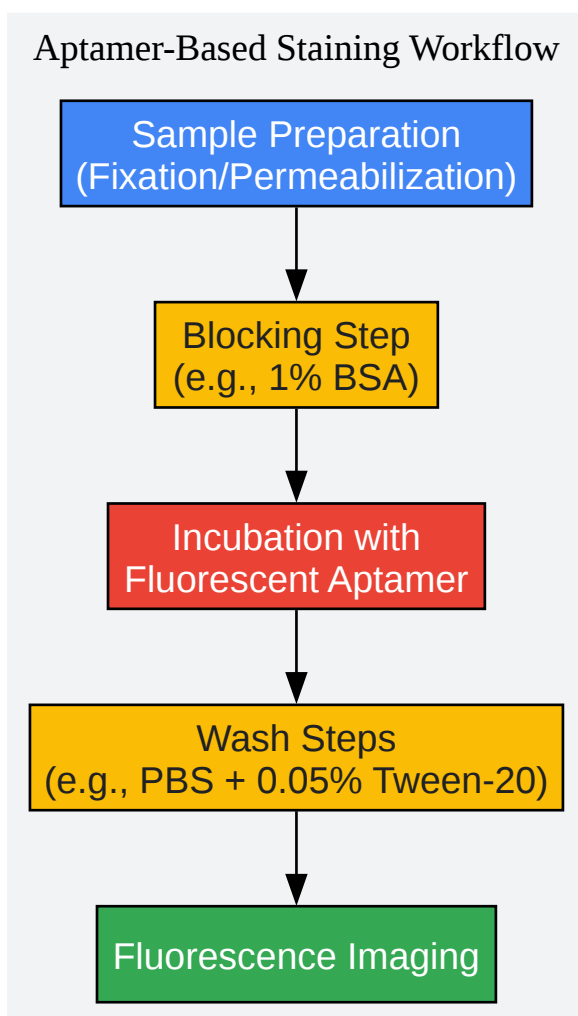 Aptamer-Based Staining Workflow
Sample Preparation
(Fixation/Permeabilization)
Blocking Step
(e.g., 1% BSA)
Incubation with
Fluorescent Aptamer
Wash Steps
(e.g., PBS + 0.05% Tween-20)
Fluorescence Imaging